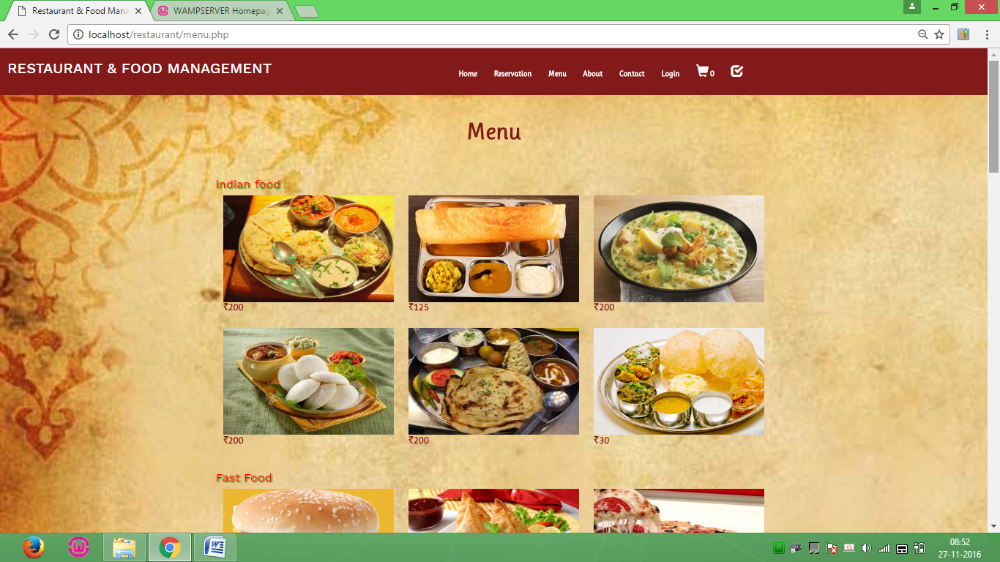 Restaurant & Food Mana
WAMPSERVER Homepag
localhost/restaurant/menu.php
RESTAURANT & FOOD MANAGEMENT
Home Reservation Menu About Contact Login 0
Menu
indian food
₹200 ₹125 ₹200
₹200 ₹200 ₹30
Fast Food
08:52
27-11-2016